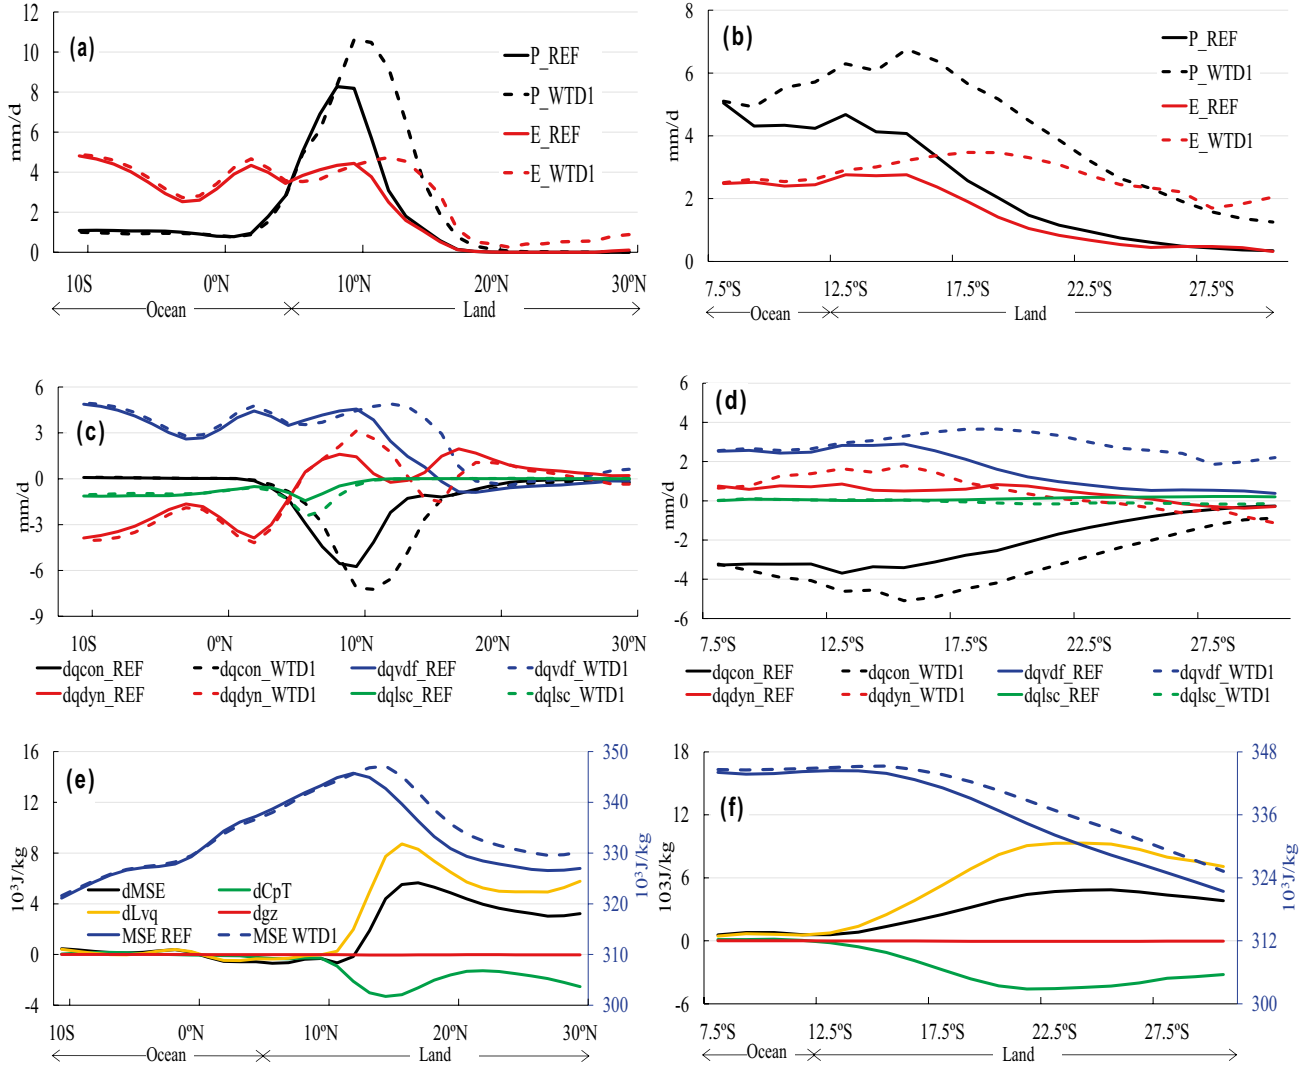 (a)
12
10
8
6
4
2
0
mm/d
P_REF
P_WTD1
E_REF
E_WTD1
10S 0ºN 10ºN 20ºN 30ºN
Ocean Land
(b)
8
6
4
2
0
mm/d
P_REF
P_WTD1
E_REF
E_WTD1
7.5ºS 12.5ºS 17.5ºS 22.5ºS 27.5ºS
Ocean Land
(c)
6
3
0
-3
-6
-9
mm/d
10S 0ºN 10ºN 20ºN 30ºN
dqcon_REF dqcon_WTD1 dqvdf_REF dqvdf_WTD1
dqdyn_REF dqdyn_WTD1 dqlsc_REF dqlsc_WTD1
(d)
6
4
2
0
-2
-4
-6
mm/d
7.5ºS 12.5ºS 17.5ºS 22.5ºS 27.5ºS
dqcon_REF dqcon_WTD1 dqvdf_REF dqvdf_WTD1
dqdyn_REF dqdyn_WTD1 dqlsc_REF dqlsc_WTD1
(e)
16
12
8
4
0
-4
10³J/kg
350
340
330
320
310
300
10³J/kg
dMSE dCpT
dLvq dgz
MSE REF MSE WTD1
10S 0ºN 10ºN 20ºN 30ºN
Ocean Land
(f)
18
12
6
0
-6
103J/kg
348
336
324
312
300
10³J/kg
7.5ºS 12.5ºS 17.5ºS 22.5ºS 27.5ºS
Ocean Land